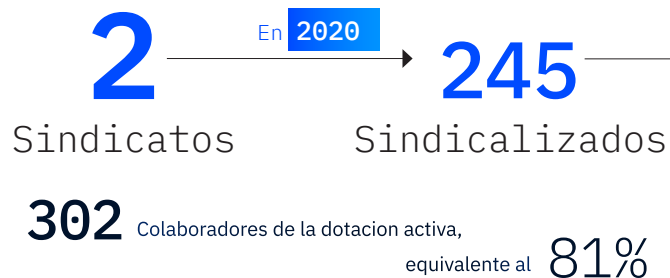 2
En 2020
245
Sindicatos
Sindicalizados
302 Colaboradores de la dotacion activa,
equivalente al 81%